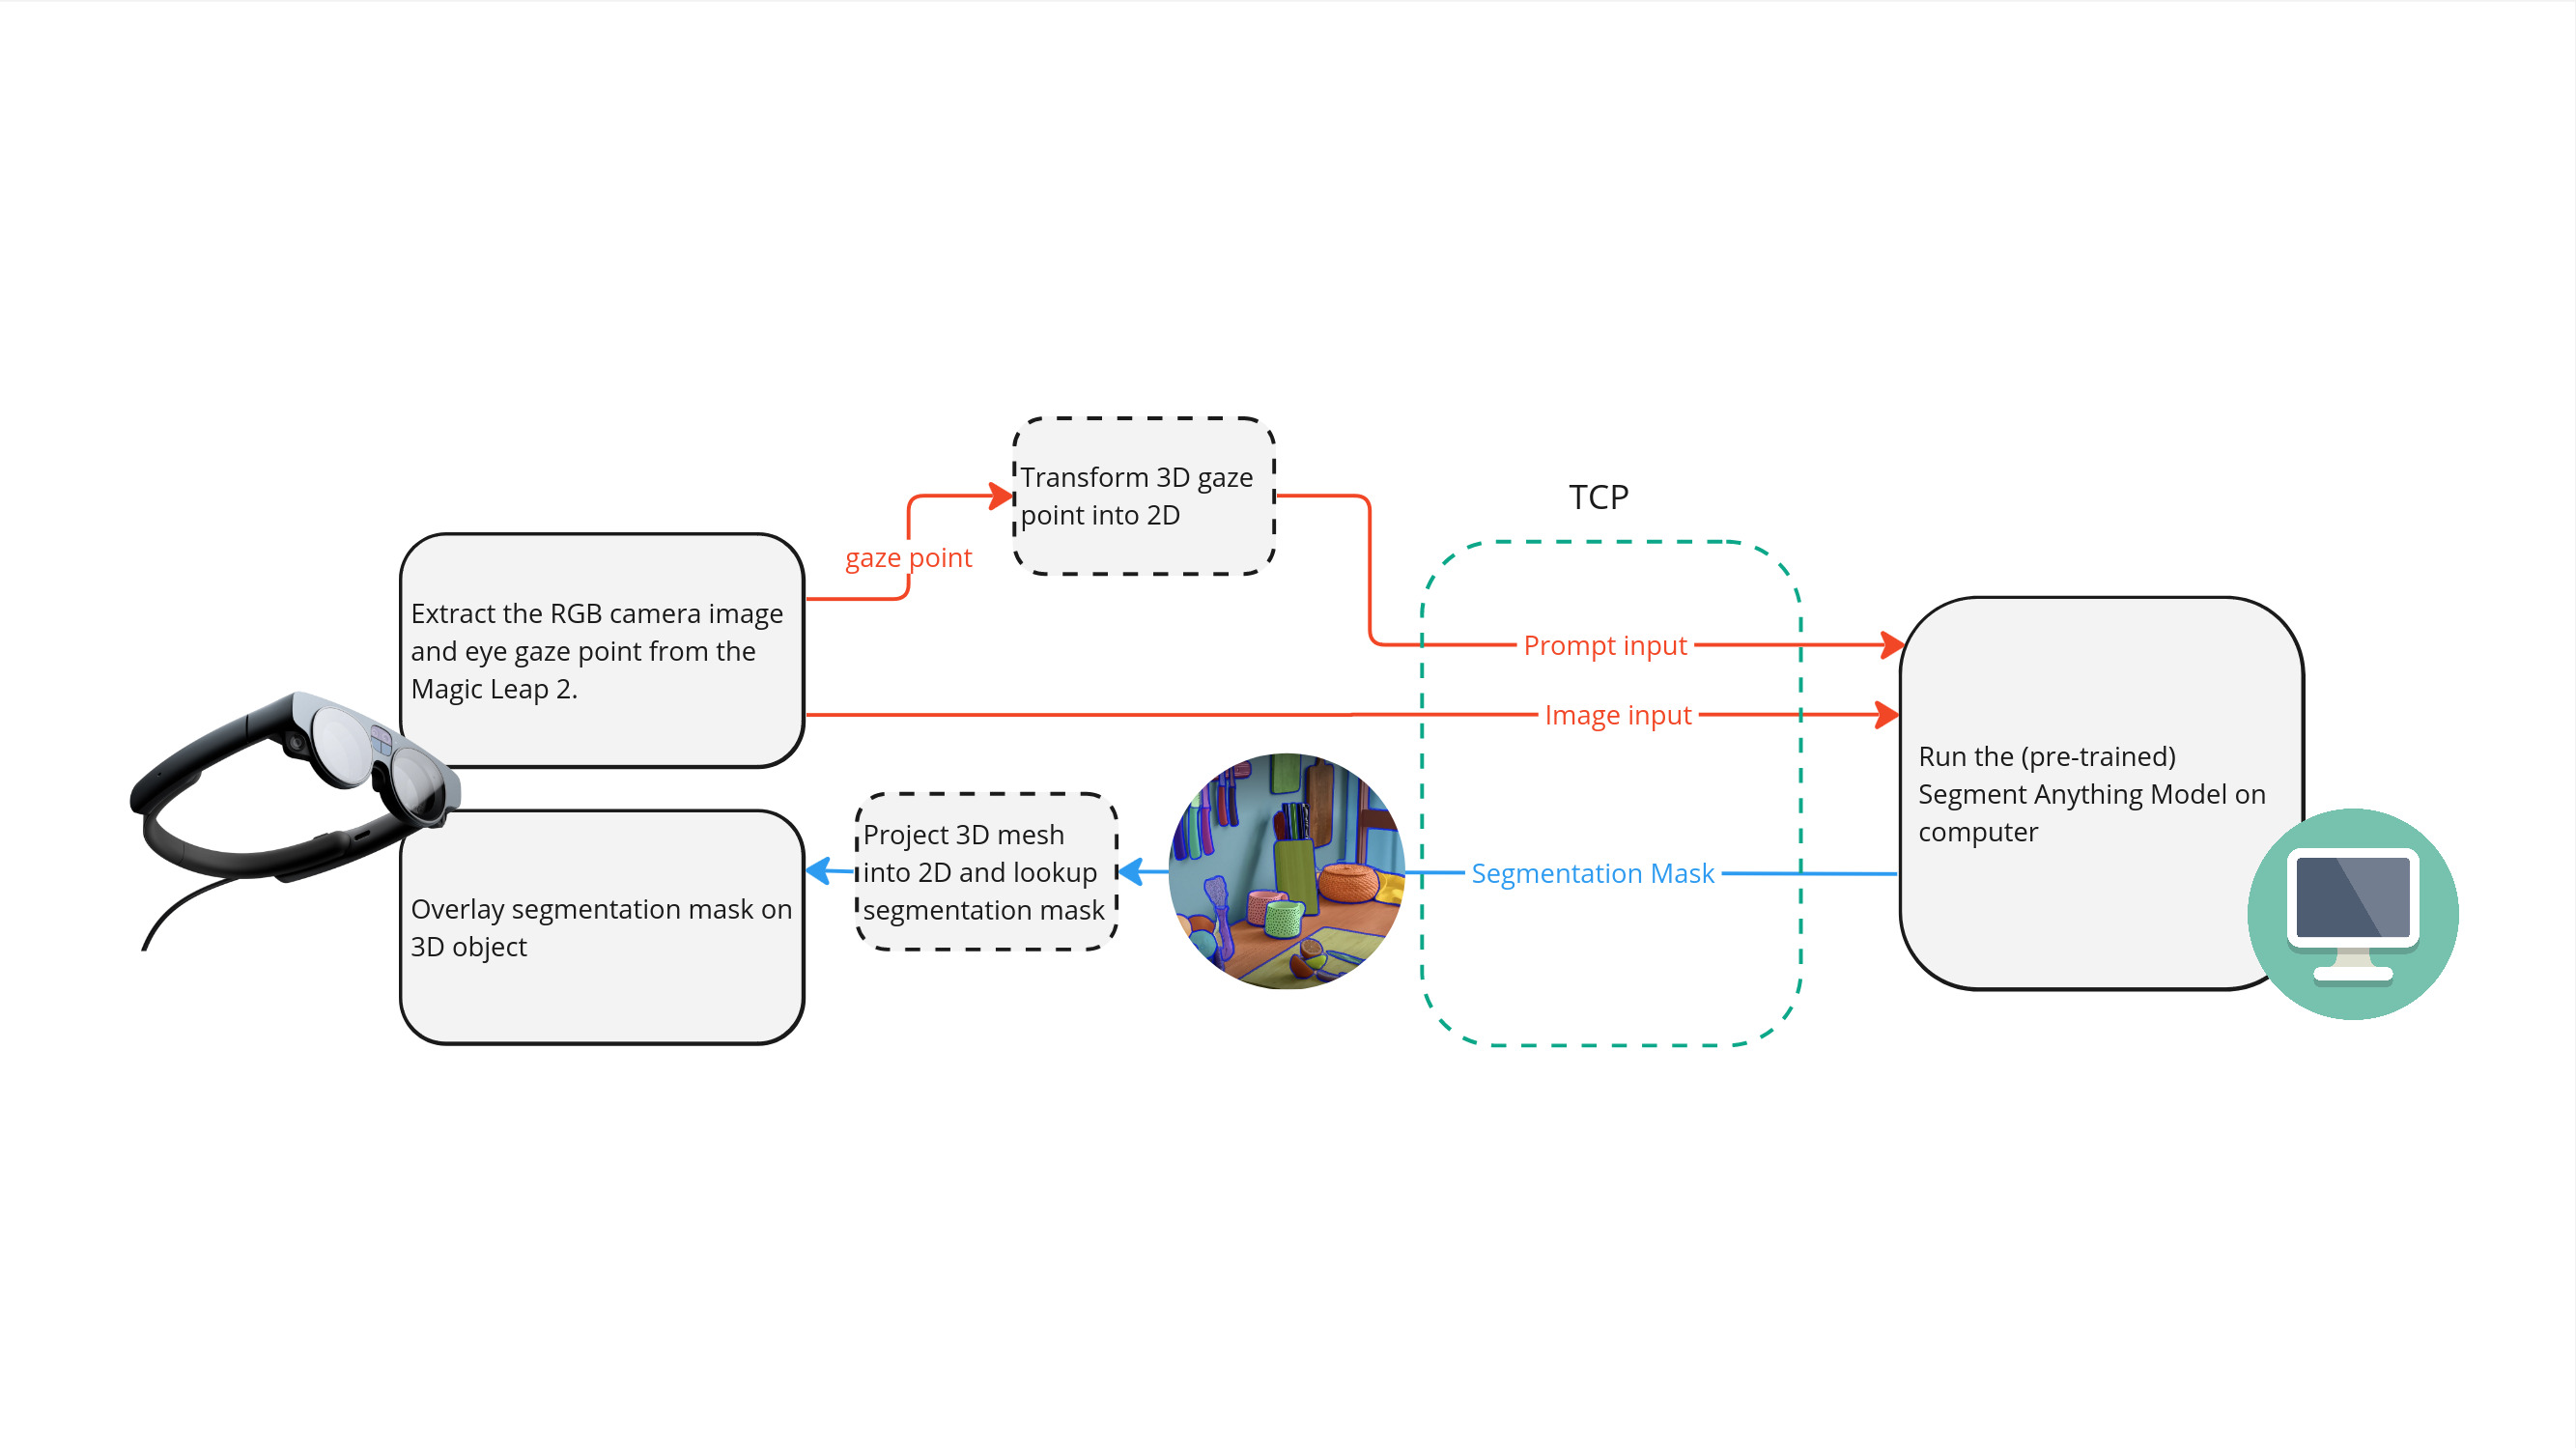 Transform 3D gaze
point into 2D
TCP
gaze point
Extract the RGB camera image
and eye gaze point from the
Magic Leap 2.
Prompt input
Image input
Run the (pre-trained)
Segment Anything Model on
computer
Project 3D mesh
into 2D and lookup
segmentation mask
Segmentation Mask
Overlay segmentation mask on
3D object